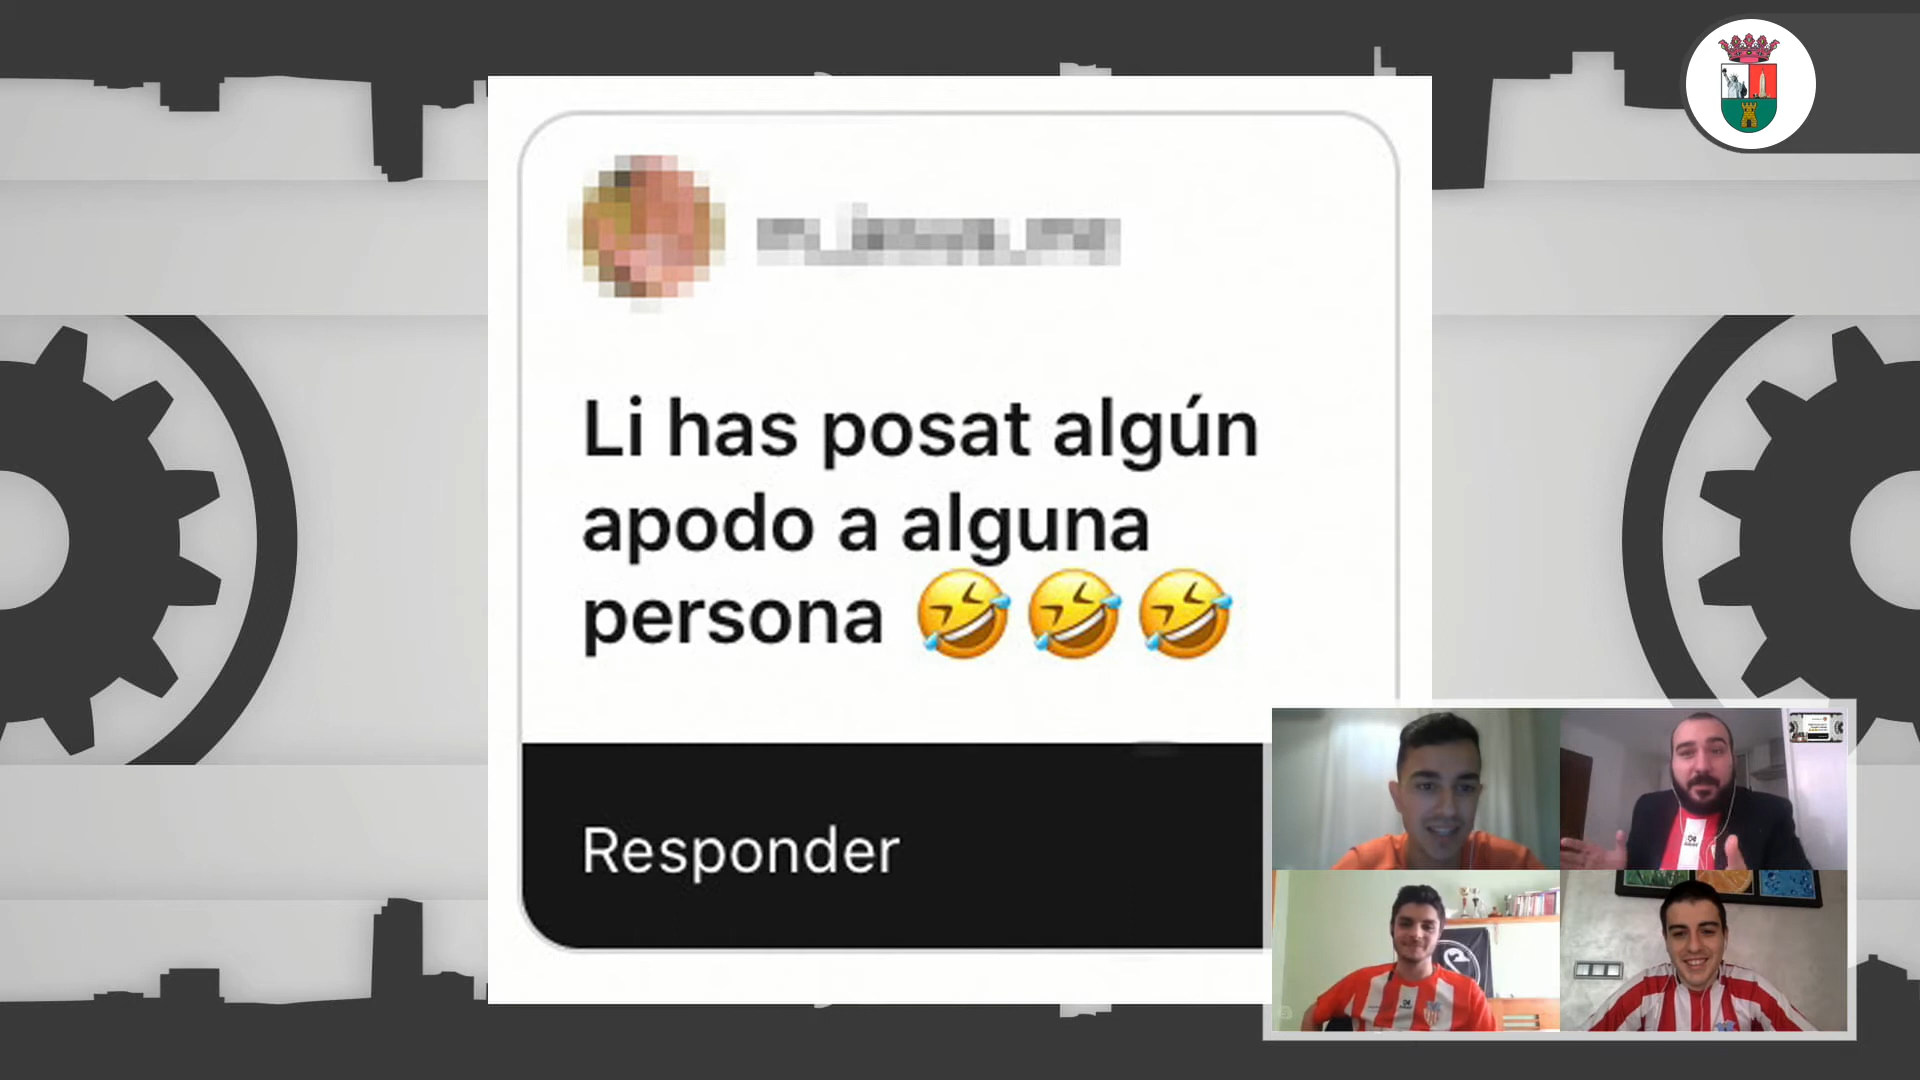 Li has posat algún
apodo a alguna
persona 🤣🤣🤣
Responder